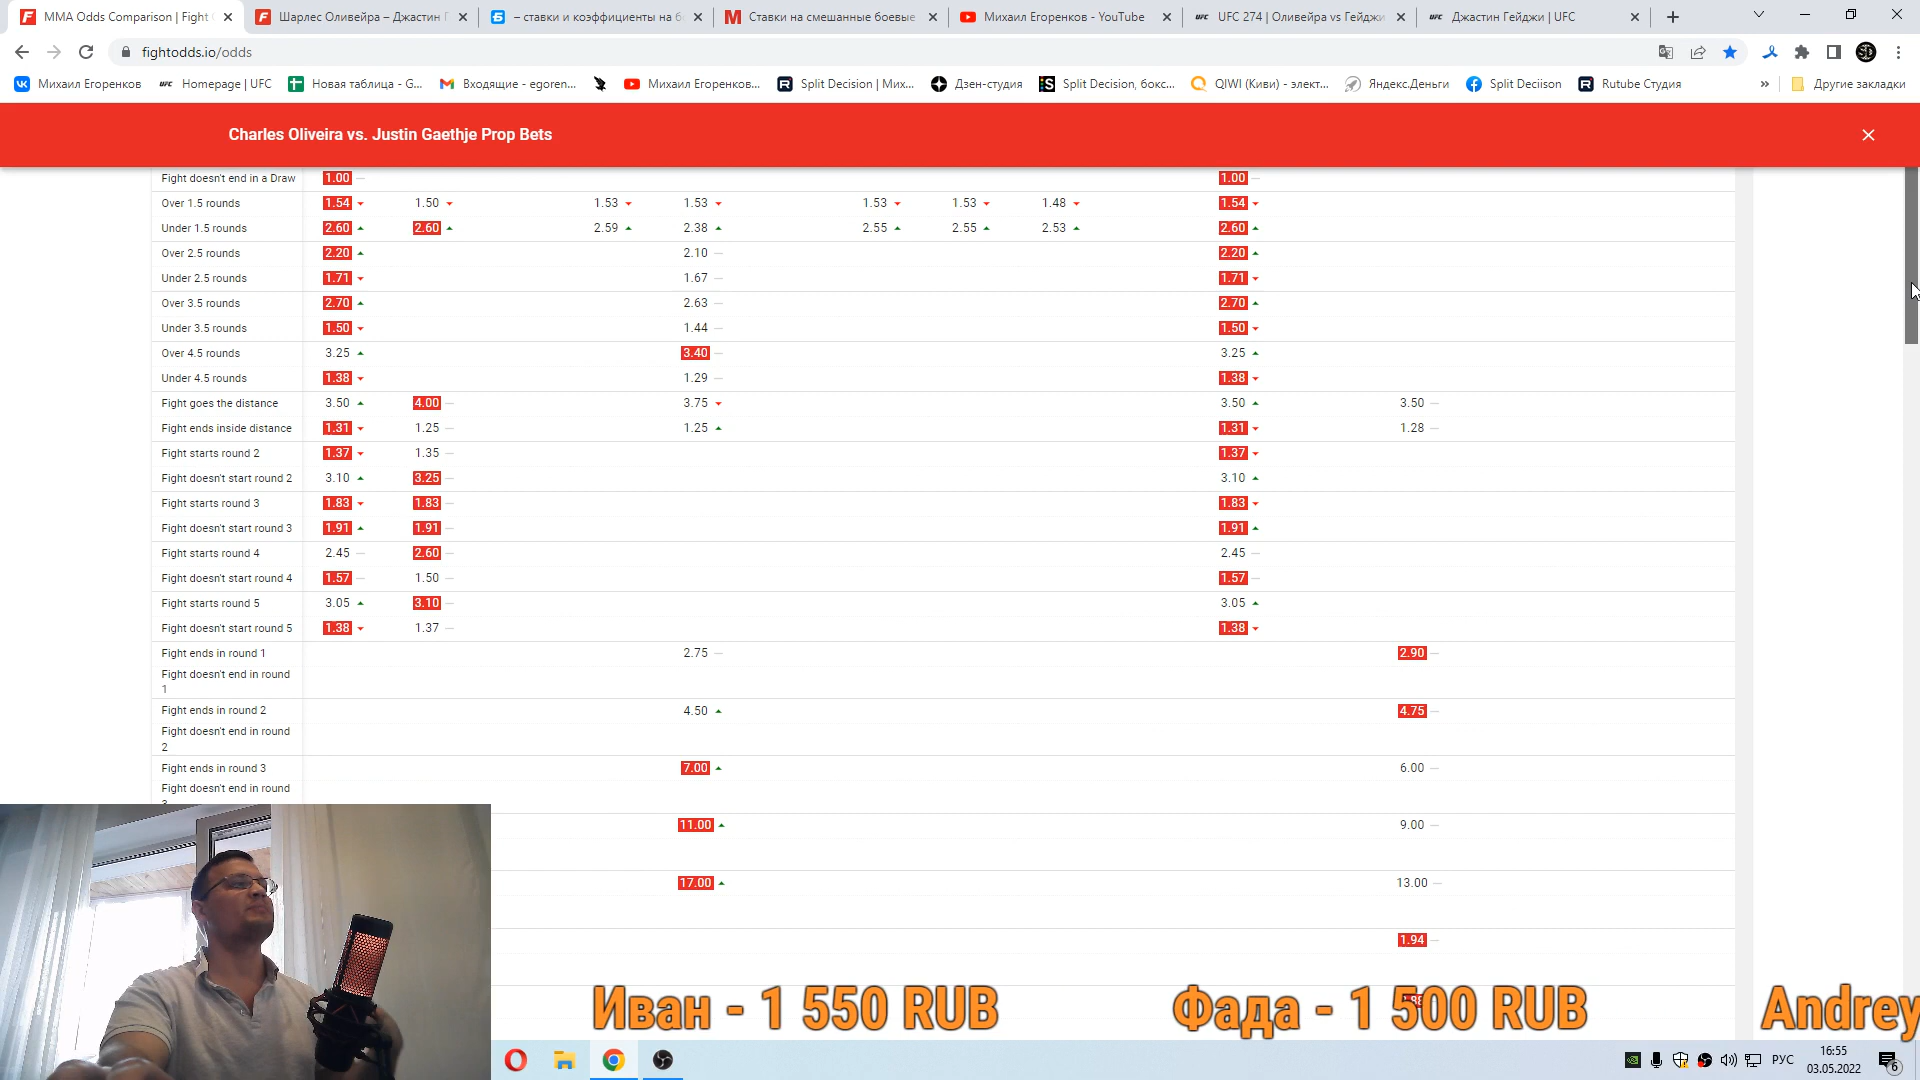 MMA Odds Comparison | Fight
Шарлес Оливейра – Джастин Г
– ставки и коэффициенты на б
Ставки на смешанные боевые
Михаил Егоренков - YouTube
UFC 274 | Оливейра vs Гейджи
Джастин Гейджи | UFC
fightodds.io/odds
Михаил Егоренков
Homepage | UFC
Новая таблица - G...
Входящие - egoren...
Михаил Егоренков...
Split Decision | Мих...
Дзен-студия
Split Decision, бокс...
QIWI (Киви) - элект...
Яндекс.Деньги
Split Deciison
Rutube Студия
»
Другие закладки
Charles Oliveira vs. Justin Gaethje Prop Bets
Fight doesn't end in a Draw 1.00 1.00
Over 1.5 rounds 1.54 1.50 1.53 1.53 1.53 1.53 1.48 1.54
Under 1.5 rounds 2.60 2.60 2.59 2.38 2.55 2.55 2.53 2.60
Over 2.5 rounds 2.20 2.10 2.20
Under 2.5 rounds 1.71 1.67 1.71
Over 3.5 rounds 2.70 2.63 2.70
Under 3.5 rounds 1.50 1.44 1.50
Over 4.5 rounds 3.25 3.40 3.25
Under 4.5 rounds 1.38 1.29 1.38
Fight goes the distance 3.50 4.00 3.75 3.50 3.50
Fight ends inside distance 1.31 1.25 1.25 1.31 1.28
Fight starts round 2 1.37 1.35 1.37
Fight doesn't start round 2 3.10 3.25 3.10
Fight starts round 3 1.83 1.83 1.83
Fight doesn't start round 3 1.91 1.91 1.91
Fight starts round 4 2.45 2.60 2.45
Fight doesn't start round 4 1.57 1.50 1.57
Fight starts round 5 3.05 3.10 3.05
Fight doesn't start round 5 1.38 1.37 1.38
Fight ends in round 1 2.75 2.90
Fight doesn't end in round
1
Fight ends in round 2 4.50 4.75
Fight doesn't end in round
2
Fight ends in round 3 7.00 6.00
Fight doesn't end in round
11.00 9.00
17.00 13.00
1.94
Иван - 1 550 RUB
Фада - 1 500 RUB
Andrey
РУС
16:55
03.05.2022
6